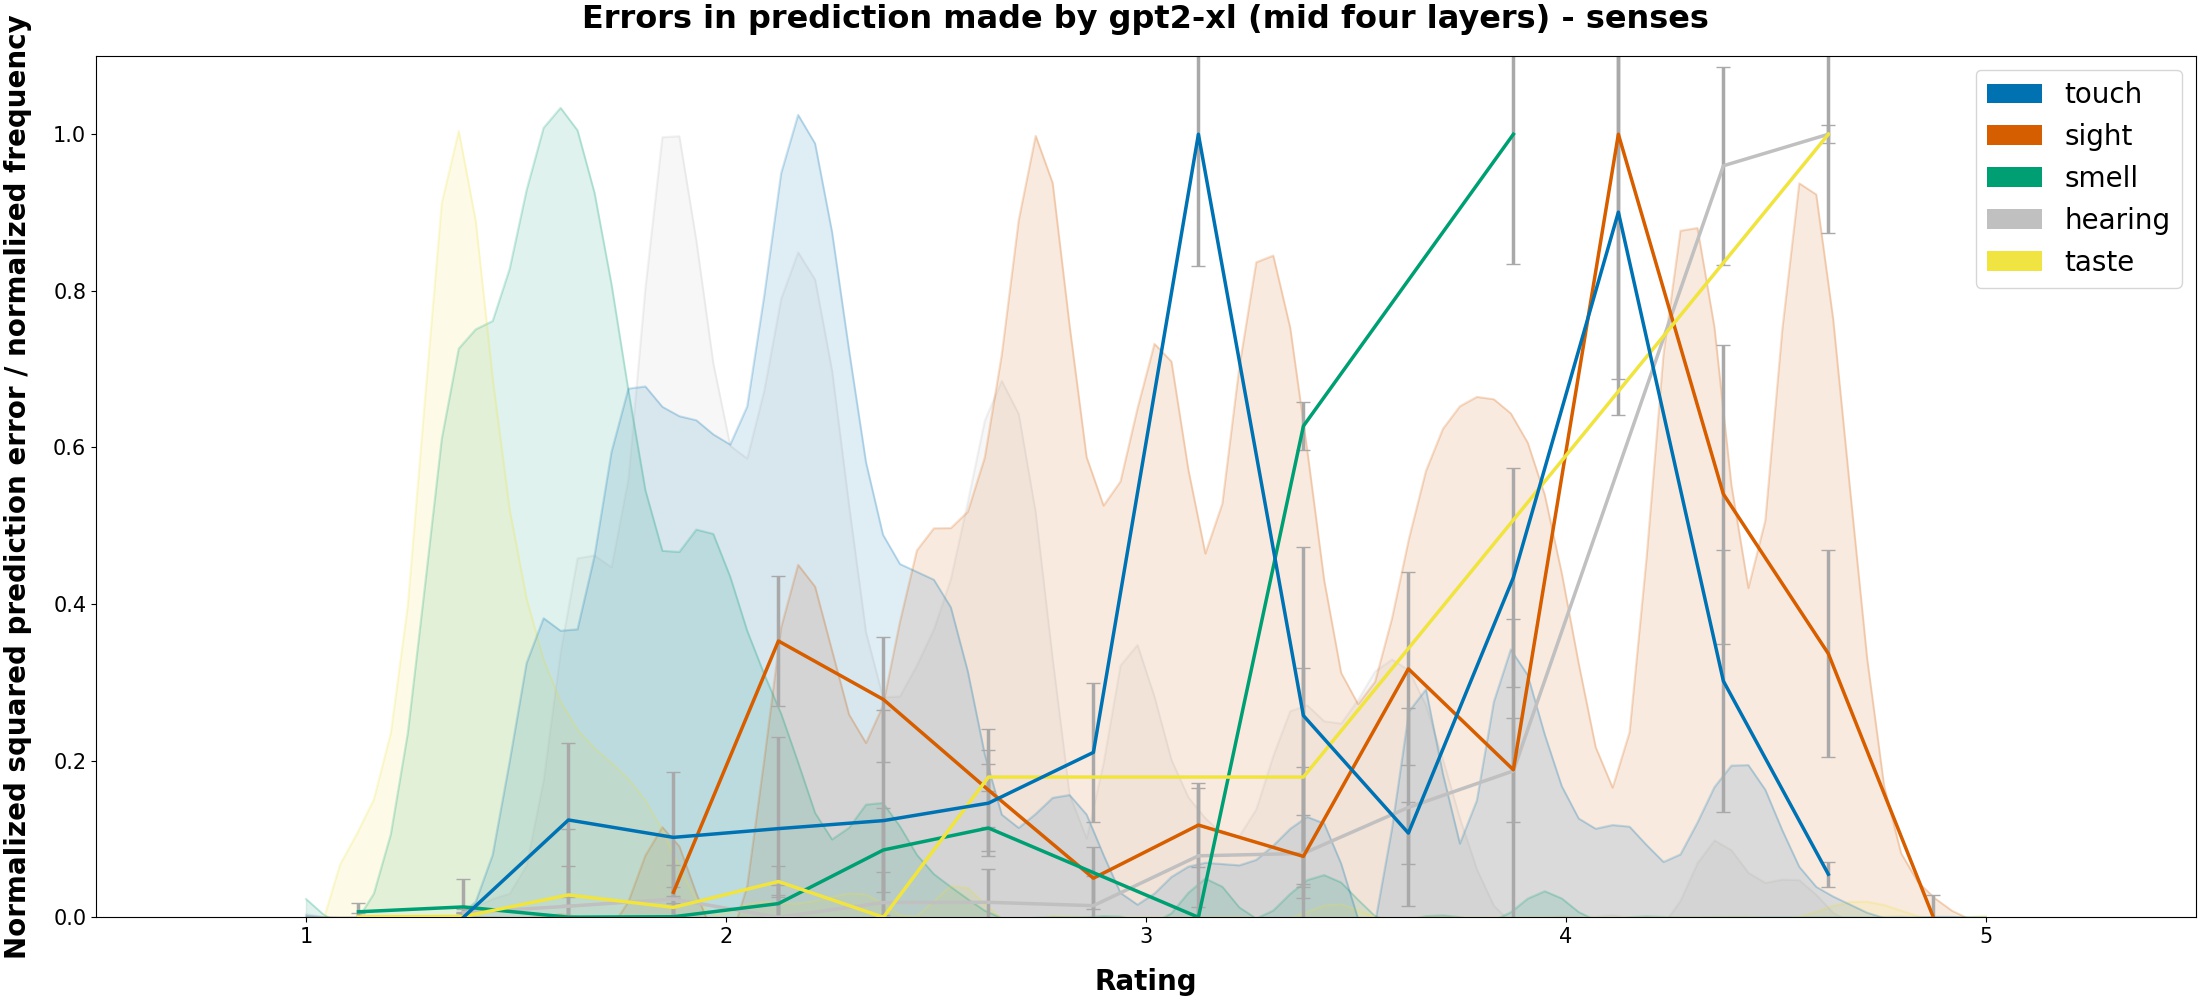 Errors in prediction made by gpt2-xl (mid four layers) - senses
Normalized squared prediction error / normalized frequency
1.0
0.8
0.6
0.4
0.2
0.0
touch
sight
smell
hearing
taste
1 2 3 4 5
Rating